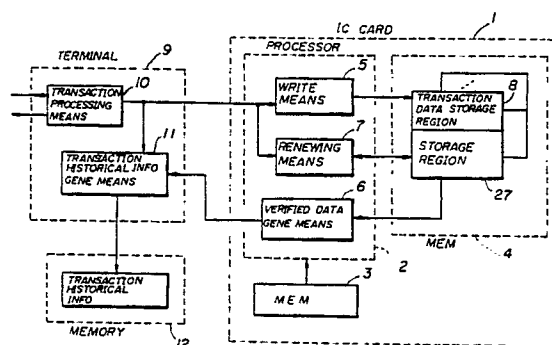 1
IC CARD
TERMINAL
9
PROCESSOR
10
5
8
TRANSACTION
PROCESSING
MEANS
WRITE
MEANS
TRANSACTION
DATA STORAGE
REGION
11
7
TRANSACTION
HISTORICAL INFO
GENE MEANS
RENEWING
MEANS
STORAGE
REGION
6
27
VERIFIED DATA
GENE MEANS
MEM
4
3
2
TRANSACTION
HISTORICAL INFO
MEM
MEMORY
12